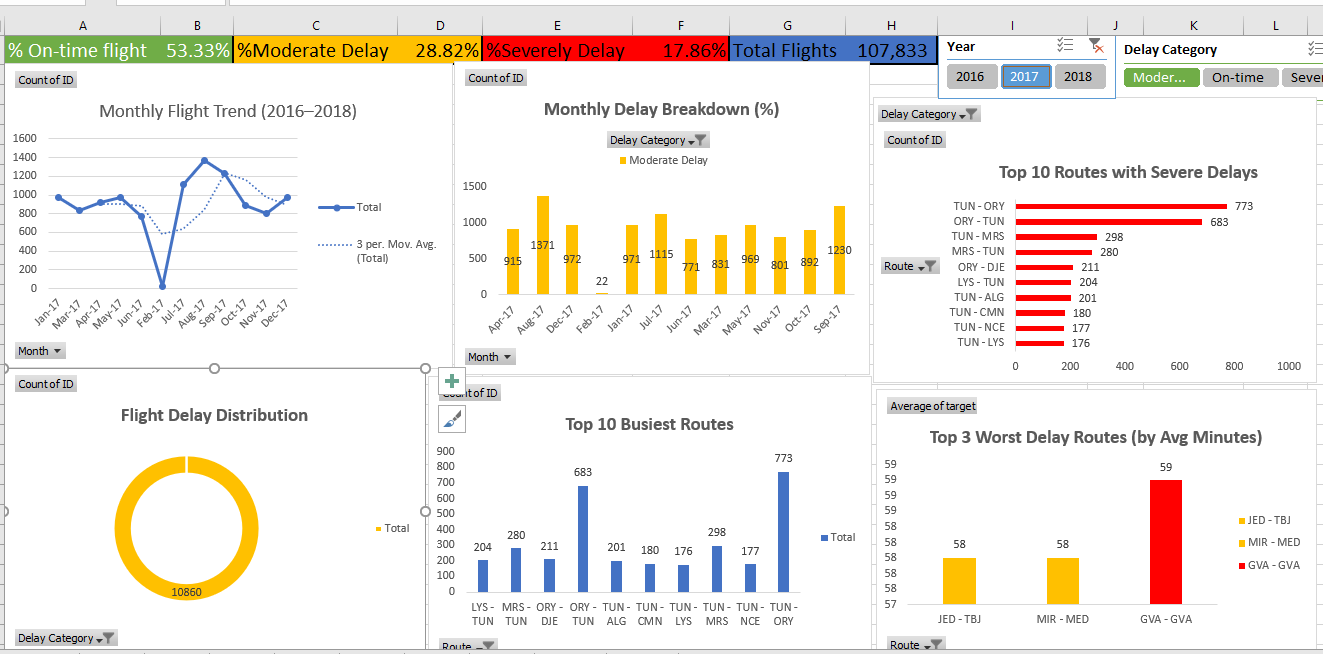 A B C D E F G H I J K L
% On-time flight 53.33% %Moderate Delay 28.82% %Severely Delay 17.86% Total Flights 107,833
Year
2016 2017 2018
Delay Category
Moder... On-time Sever
Count of ID
Monthly Flight Trend (2016–2018)
1600
1400
1200
1000
800
600
400
200
0
Jan-17 Mar-17 Apr-17 May-17 Jun-17 Feb-17 Jul-17 Aug-17 Sep-17 Oct-17 Nov-17 Dec-17
Total
3 per. Mov. Avg.
(Total)
Month
Count of ID
Monthly Delay Breakdown (%)
Delay Category
Moderate Delay
1500
1000
500
0
915 1371 972 22 971 1115 771 831 969 801 892 1230
Apr-17 Aug-17 Dec-17 Feb-17 Jan-17 Jul-17 Jun-17 Mar-17 May-17 Nov-17 Oct-17 Sep-17
Month
Delay Category
Count of ID
Top 10 Routes with Severe Delays
Route
TUN - ORY 773
ORY - TUN 683
TUN - MRS 298
MRS - TUN 280
ORY - DJE 211
LYS - TUN 204
TUN - ALG 201
TUN - CMN 180
TUN - NCE 177
TUN - LYS 176
0 200 400 600 800 1000
Count of ID
Flight Delay Distribution
10860
Total
Delay Category
Count of ID
Top 10 Busiest Routes
900
800
700
600
500
400
300
200
100
0
204 280 211 683 201 180 176 298 177 773
LYS - MRS - ORY - ORY - TUN - TUN - TUN - TUN - TUN - TUN -
TUN TUN DJE TUN ALG CMN LYS MRS NCE ORY
Total
Route
Average of target
Top 3 Worst Delay Routes (by Avg Minutes)
59
59
59
59
58
58
58
58
58
57
58 58 59
JED - TBJ MIR - MED GVA - GVA
JED - TBJ
MIR - MED
GVA - GVA
Route